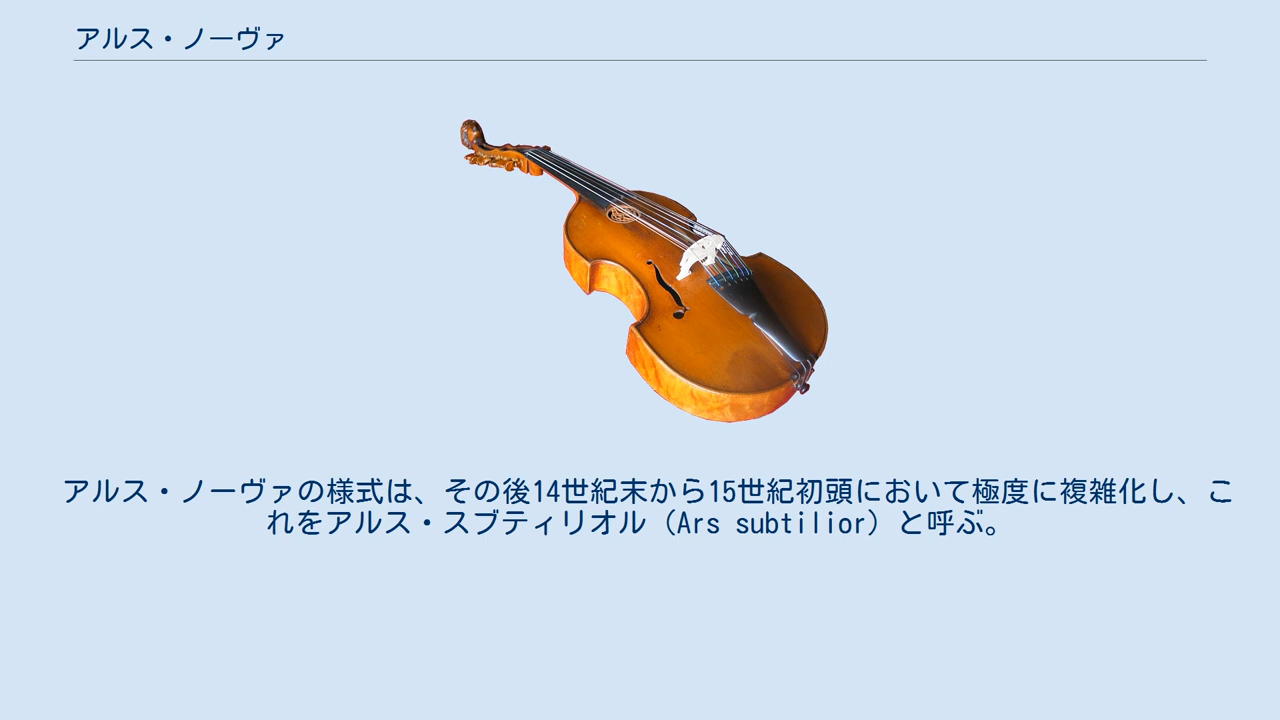 アルス・ノーヴァ
アルス・ノーヴァの様式は、その後14世紀末から15世紀初頭において極度に複雑化し、こ
れをアルス・スブティリオル（Ars subtilior）と呼ぶ。